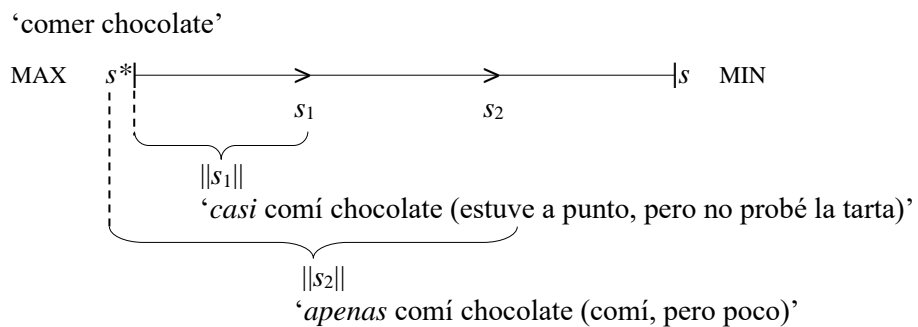 ‘comer chocolate’
MAX s* s MIN
s₁ s₂
||s₁||
‘casi comí chocolate (estuve a punto, pero no probé la tarta)’
||s₂||
‘apenas comí chocolate (comí, pero poco)’